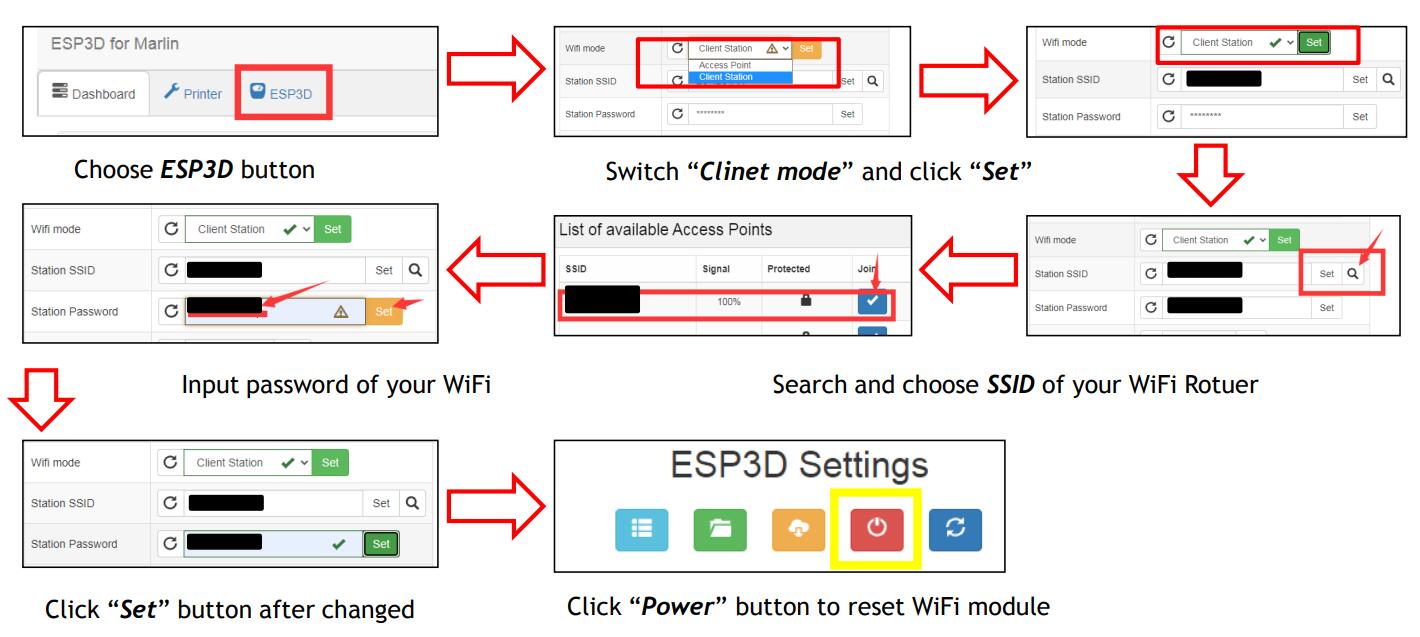 ESP3D for Marlin
Dashboard
Printer
ESP3D
Choose ESP3D button
Wifi mode
Client Station
Set
Access Point
Client Station
Station SSID
Set
Station Password
********
Set
Switch “Clinet mode” and click “Set”
Wifi mode
Client Station
Set
Station SSID
Set
Station Password
********
Set
Wifi mode
Client Station
Set
Station SSID
Set
Station Password
Set
Search and choose SSID of your WiFi Rotuer
List of available Access Points
SSID Signal Protected Join
100%
Wifi mode
Client Station
Set
Station SSID
Set
Station Password
Set
Input password of your WiFi
Wifi mode
Client Station
Set
Station SSID
Set
Station Password
Set
Click “Set” button after changed
ESP3D Settings
Click “Power” button to reset WiFi module